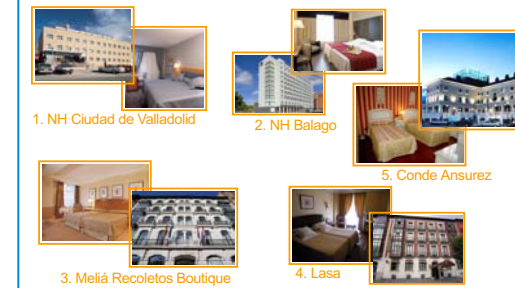 1. NH Ciudad de Valladolid
2. NH Balago
5. Conde Ansurez
3. Meliá Recoletos Boutique
4. Lasa